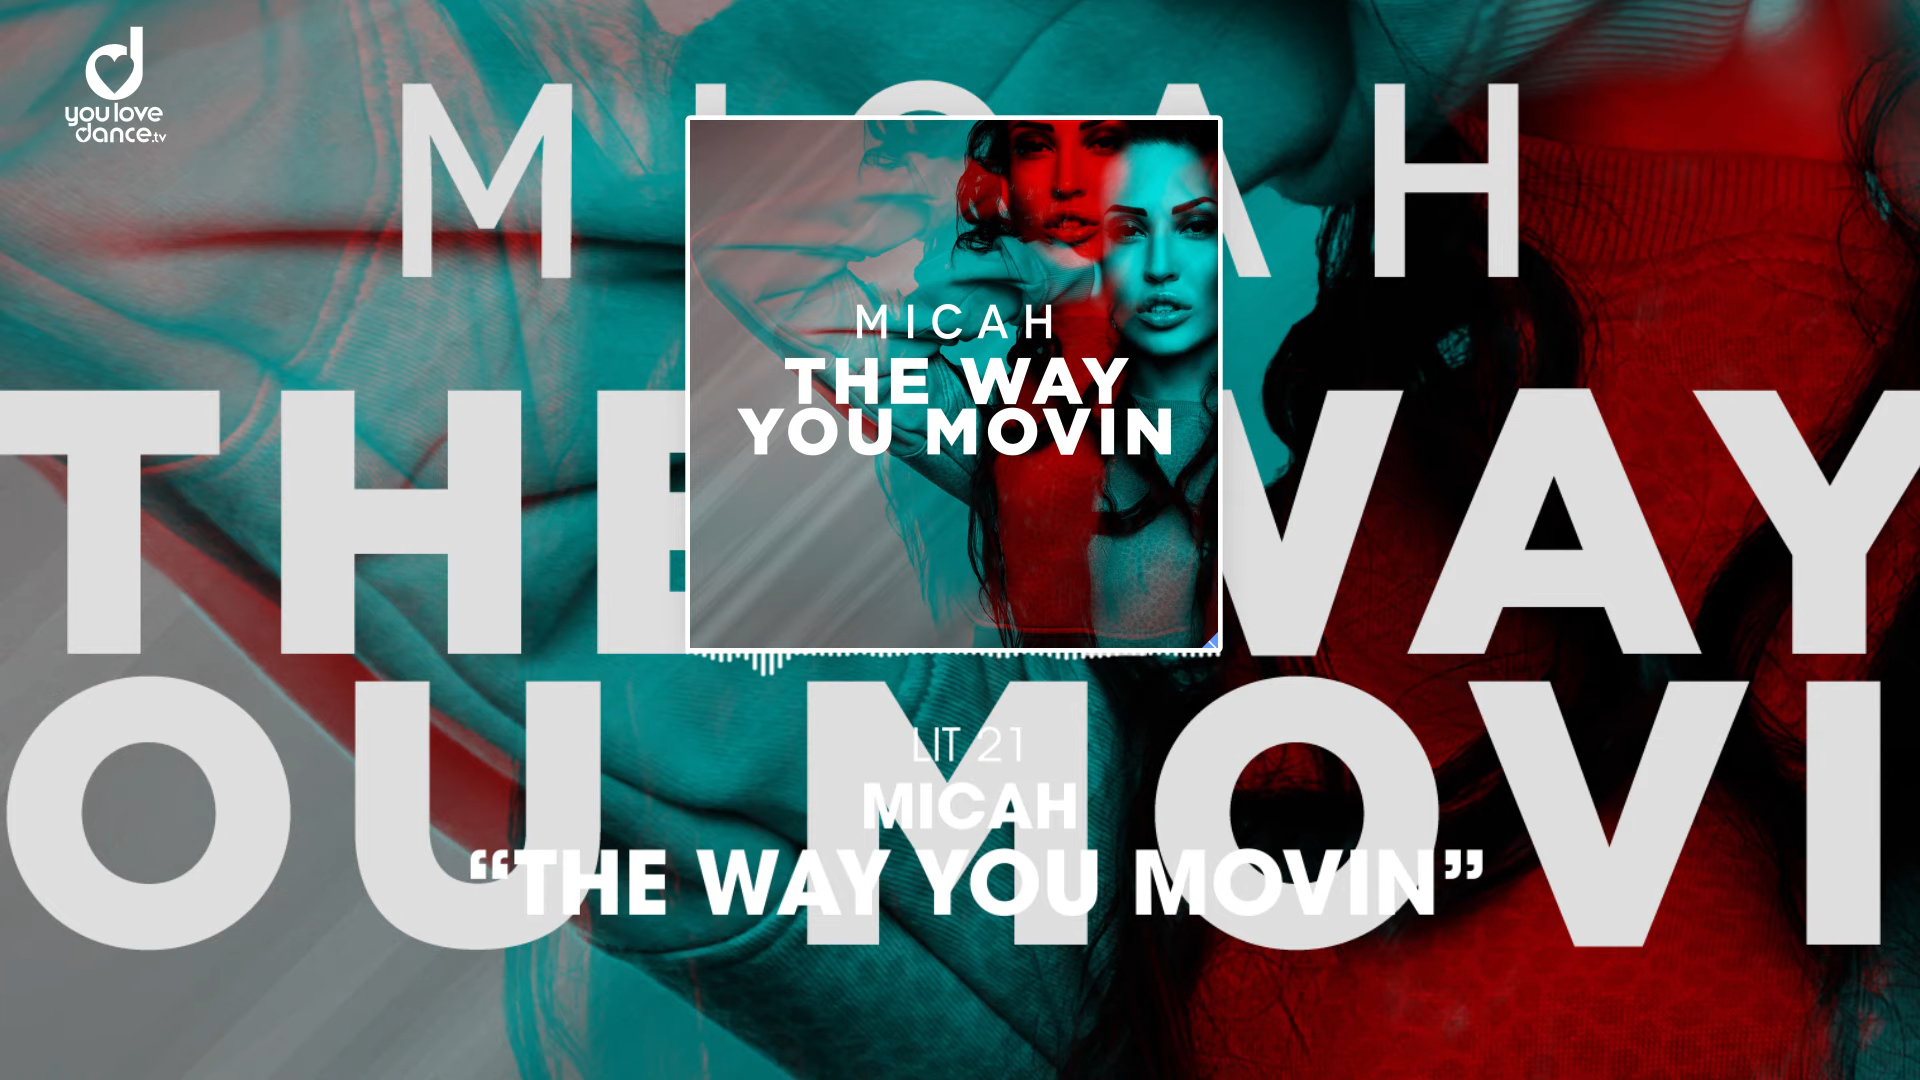 you love
dance.tv
MICAH
THE WAY
OU MOVI
MICAH
THE WAY
YOU MOVIN
LIT 21
MICAH
“THE WAY YOU MOVIN”